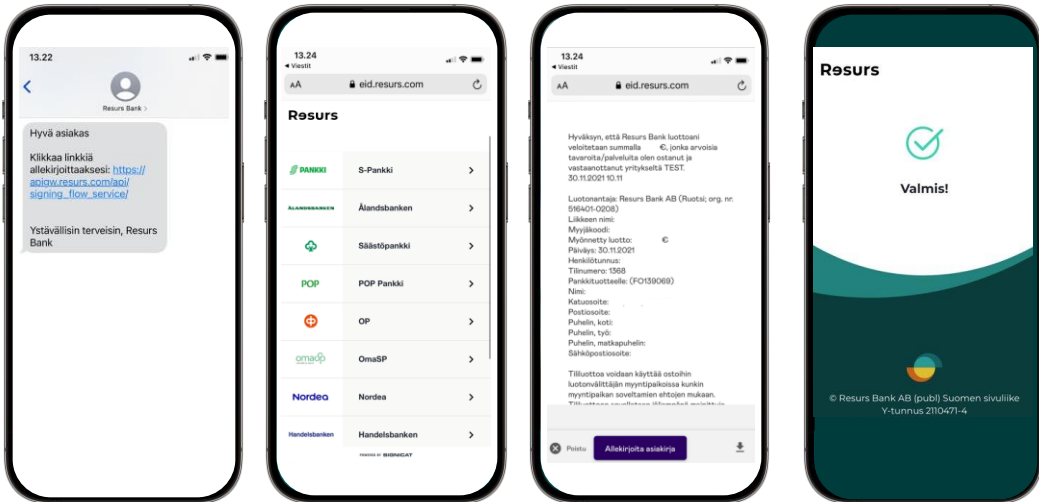 13.22
Resurs Bank >
Hyvä asiakas
Klikkaa linkkiä
allekirjoittaaksesi: https://
apigw.resurs.com/api/
signing_flow_service/
Ystävällisin terveisin, Resurs
Bank
13.24
◀ Viestit
AA eid.resurs.com
Resurs
PANKKI S-Pankki
ÅLANDSBANKEN Ålandsbanken
Säästöpankki
POP POP Pankki
OP
omasp OmaSP
Nordea Nordea
Handelsbanken Handelsbanken
POWERED BY SIGNICAT
13.24
◀ Viestit
AA eid.resurs.com
Hyväksyn, että Resurs Bank luottoani
veloitetaan summalla €, jonka arvoisia
tavaroita/palveluita olen ostanut ja
vastaanottanut yritykseltä TEST.
30.11.2021 10.11
Luotonantaja: Resurs Bank AB (Ruotsi; org. nr.
516401-0208)
Liikkeen nimi:
Myyjäkoodi:
Myönnetty luotto: €
Päiväys: 30.11.2021
Henkilötunnus:
Tilinumero: 1368
Pankkituotteelle: (FO139069)
Nimi:
Katuosoite:
Postiosoite:
Puhelin, koti:
Puhelin, työ:
Puhelin, matkapuhelin:
Sähköpostiosoite:
Tililuottoa voidaan käyttää ostoihin
luotonvälittäjän myyntipaikoissa kunkin
myyntipaikan soveltamien ehtojen mukaan.
Poistu Allekirjoita asiakirja
Resurs
Valmis!
© Resurs Bank AB (publ) Suomen sivuliike
Y-tunnus 2110471-4